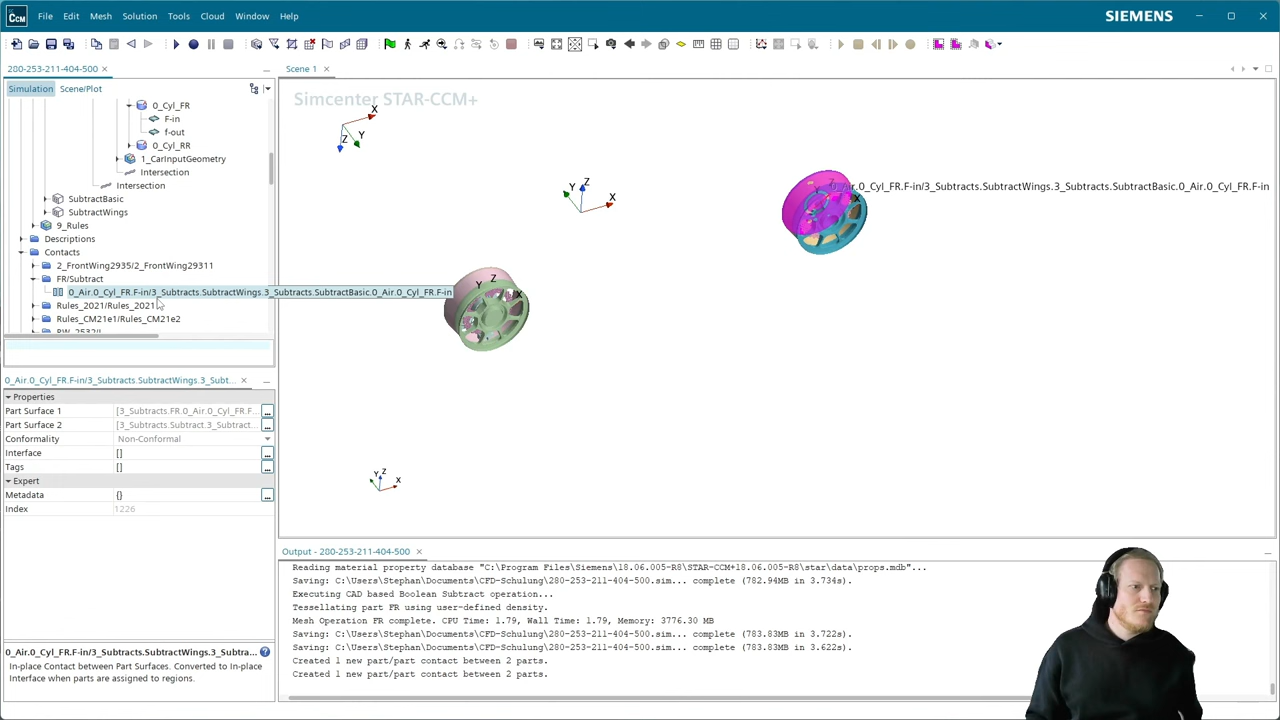 CCM
File Edit Mesh Solution Tools Cloud Window Help
SIEMENS
280-253-211-404-500
Scene 1
Simulation Scene/Plot
Simcenter STAR-CCM+
0_Cyl_FR
F-in
f-out
0_Cyl_RR
1_CarInputGeometry
Intersection
Intersection
SubtractBasic
SubtractWings
9_Rules
Descriptions
Contacts
2_FrontWing2935/2_FrontWing29311
FR/Subtract
0_Air.0_Cyl_FR.F-in/3_Subtracts.SubtractWings.3_Subtracts.SubtractBasic.0_Air.0_Cyl_FR.F-in
Rules_2021/Rules_2021
Rules_CM21e1/Rules_CM21e2
X
Y
Z
Y Z
X
0_Air.0_Cyl_FR.F-in/3_Subtracts.SubtractWings.3_Subtracts.SubtractBasic.0_Air.0_Cyl_FR.F-in
X
Y Z
X
Y Z
X
0_Air.0_Cyl_FR.F-in/3_Subtracts.SubtractWings.3_Subt...
Properties
Part Surface 1 [3_Subtracts.FR.0_Air.0_Cyl_FR.F...
Part Surface 2 [3_Subtracts.Subtract.3_Subtract...
Conformality Non-Conformal
Interface []
Tags []
Expert
Metadata {}
Index 1226
0_Air.0_Cyl_FR.F-in/3_Subtracts.SubtractWings.3_Subtra...
In-place Contact between Part Surfaces. Converted to In-place
Interface when parts are assigned to regions.
Output - 280-253-211-404-500
Reading material property database "C:\Program Files\Siemens\18.06.005-R8\STAR-CCM+18.06.005-R8\star\data\props.mdb"...
Saving: C:\Users\Stephan\Documents\CFD-Schulung\280-253-211-404-500.sim... complete (782.94MB in 3.734s).
Executing CAD based Boolean Subtract operation...
Tessellating part FR using user-defined density.
Mesh Operation FR complete. CPU Time: 1.79, Wall Time: 1.79, Memory: 3776.30 MB
Saving: C:\Users\Stephan\Documents\CFD-Schulung\280-253-211-404-500.sim... complete (783.83MB in 3.722s).
Saving: C:\Users\Stephan\Documents\CFD-Schulung\280-253-211-404-500.sim... complete (783.83MB in 3.622s).
Created 1 new part/part contact between 2 parts.
Created 1 new part/part contact between 2 parts.